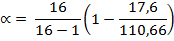 ∝ = 16/(16 − 1) (1 − 17,6/110,66)